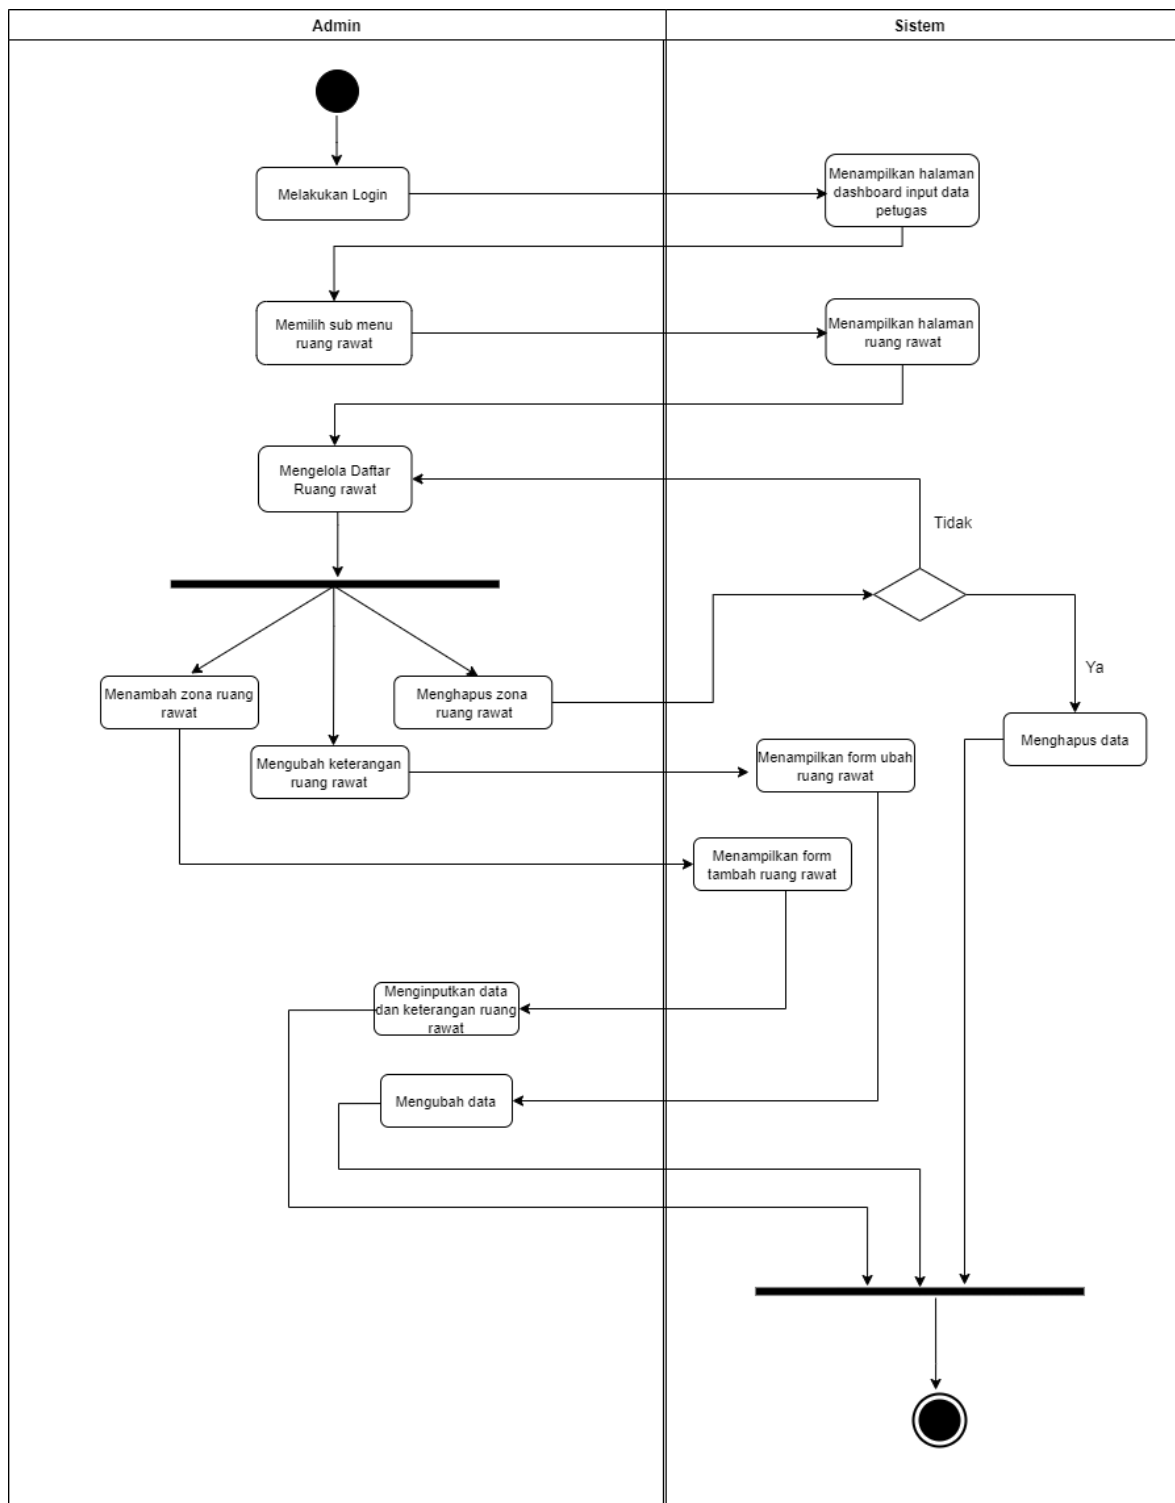 Admin
Sistem
Melakukan Login
Menampilkan halaman
dashboard input data
petugas
Memilih sub menu
ruang rawat
Menampilkan halaman
ruang rawat
Mengelola Daftar
Ruang rawat
Tidak
Ya
Menambah zona ruang
rawat
Menghapus zona
ruang rawat
Mengubah keterangan
ruang rawat
Menampilkan form ubah
ruang rawat
Menghapus data
Menampilkan form
tambah ruang rawat
Menginputkan data
dan keterangan ruang
rawat
Mengubah data